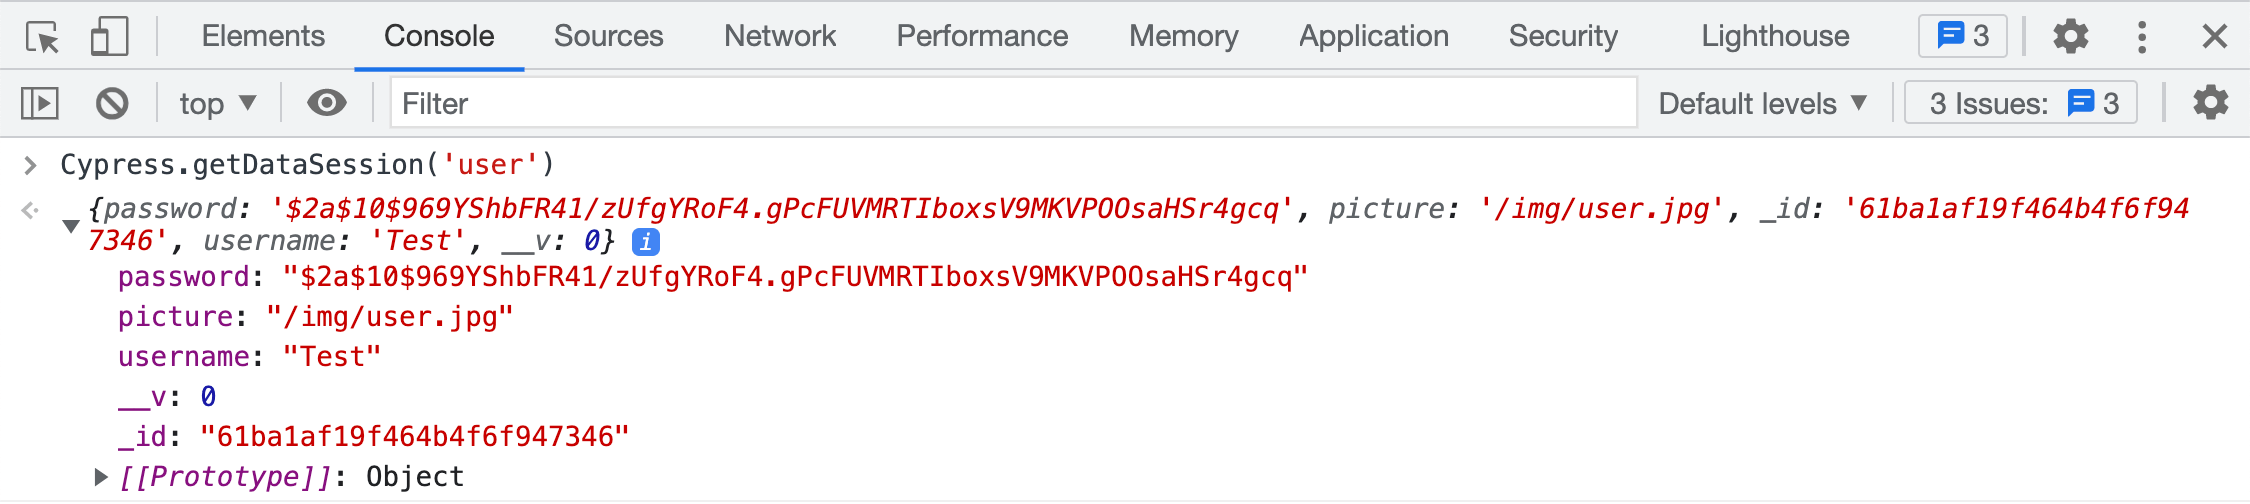 Elements Console Sources Network Performance Memory Application Security Lighthouse 3
top Filter Default levels 3 Issues: 3
Cypress.getDataSession('user')
{password: '$2a$10$969YShbFR41/zUfgYRoF4.gPcFUVMRTIboxsV9MKVPOOsaHSr4gcq', picture: '/img/user.jpg', _id: '61ba1af19f464b4f6f94
7346', username: 'Test', __v: 0} i
password: "$2a$10$969YShbFR41/zUfgYRoF4.gPcFUVMRTIboxsV9MKVPOOsaHSr4gcq"
picture: "/img/user.jpg"
username: "Test"
__v: 0
_id: "61ba1af19f464b4f6f947346"
[[Prototype]]: Object